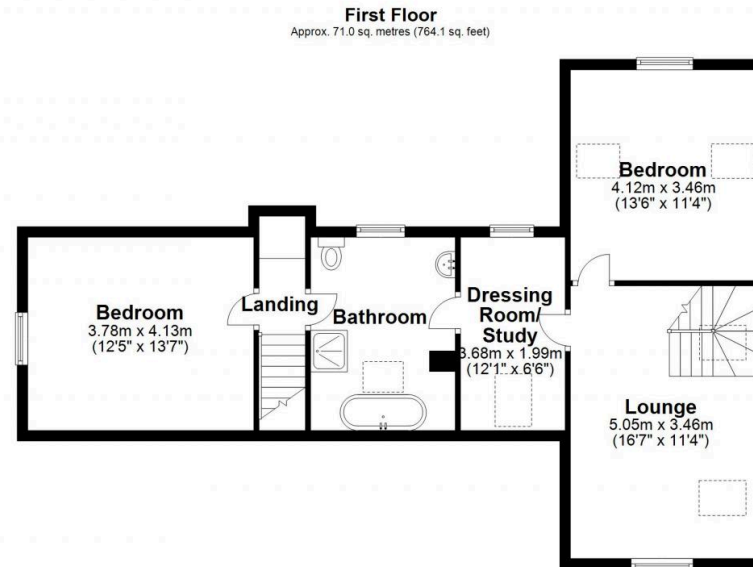 First Floor
Approx. 71.0 sq. metres (764.1 sq. feet)
Bedroom
4.12m x 3.46m
(13'6" x 11'4")
Bedroom
3.78m x 4.13m
(12'5" x 13'7")
Landing
Bathroom
Dressing
Room/
Study
3.68m x 1.99m
(12'1" x 6'6")
Lounge
5.05m x 3.46m
(16'7" x 11'4")